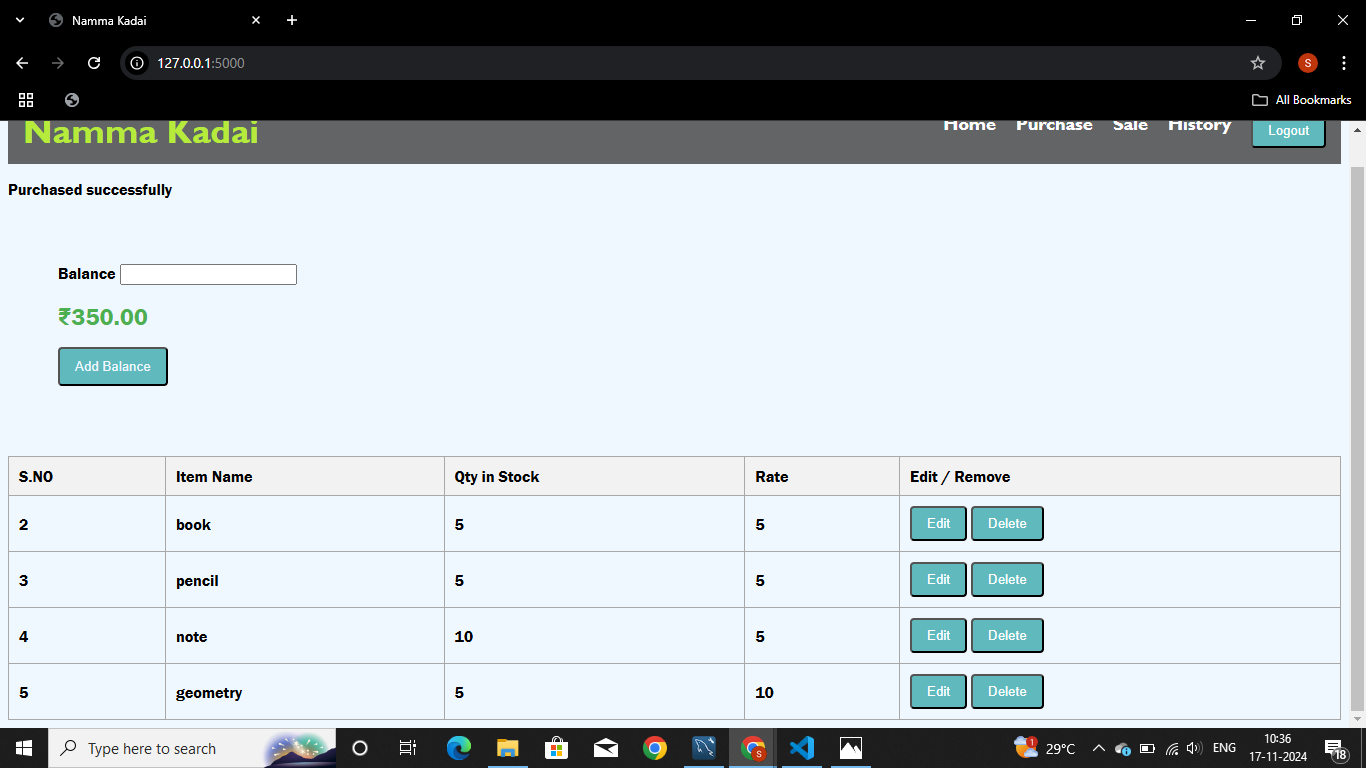 Namma Kadai
127.0.0.1:5000
S
All Bookmarks
Namma Kadai
Home Purchase Sale History Logout
Purchased successfully
Balance
₹350.00
Add Balance
S.NO Item Name Qty in Stock Rate Edit / Remove
2 book 5 5 Edit Delete
3 pencil 5 5 Edit Delete
4 note 10 5 Edit Delete
5 geometry 5 10 Edit Delete
Type here to search S 1 29°C ENG 10:36
17-11-2024 18